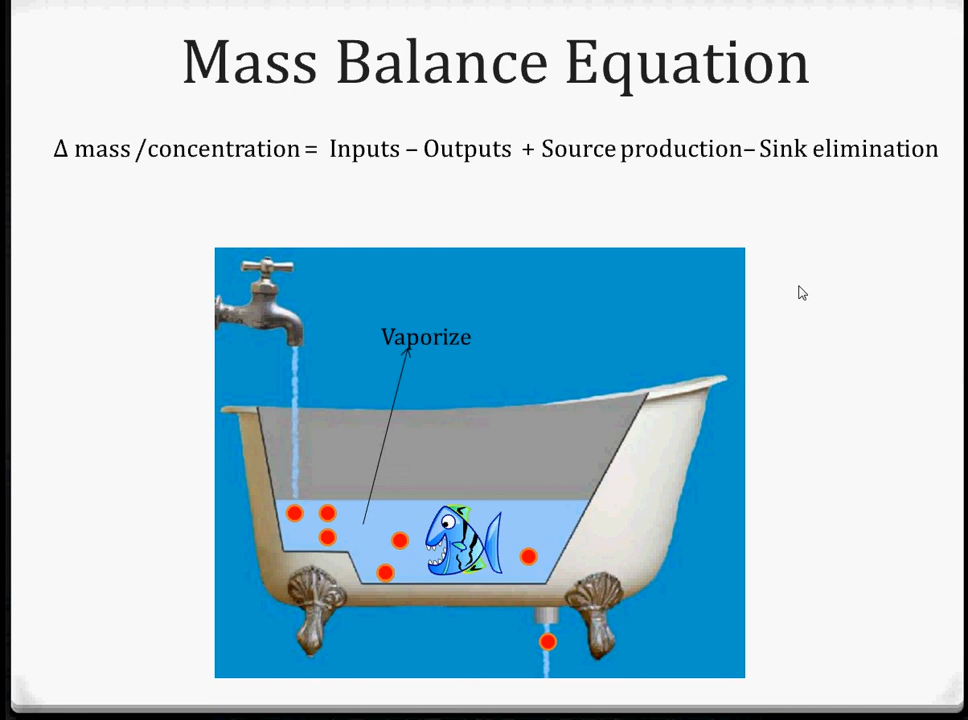 Mass Balance Equation
Δ mass /concentration = Inputs – Outputs + Source production– Sink elimination
Vaporize